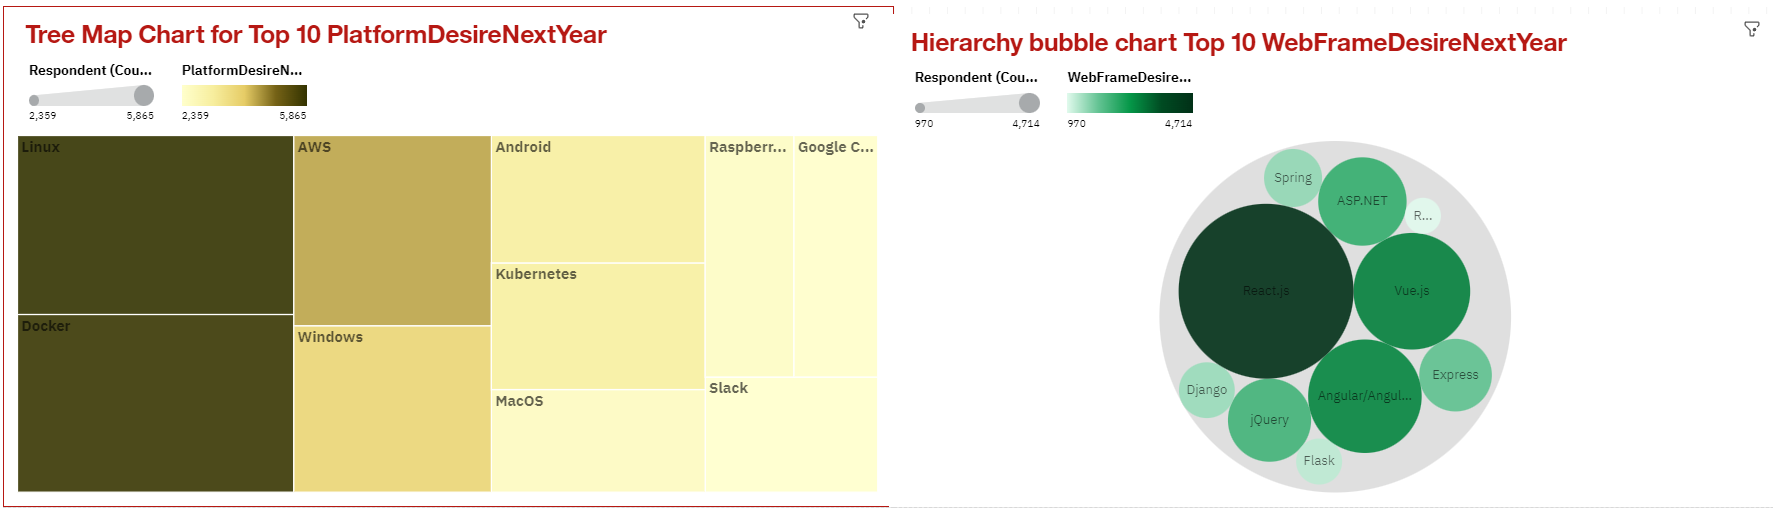 Tree Map Chart for Top 10 PlatformDesireNextYear
Respondent (Cou...
PlatformDesireN...
2,359
5,865
2,359
5,865
Linux
AWS
Android
Raspberr...
Google C...
Kubernetes
Docker
Windows
Slack
MacOS
Hierarchy bubble chart Top 10 WebFrameDesireNextYear
Respondent (Cou...
WebFrameDesire...
970
4,714
970
4,714
Spring
ASP.NET
R...
React.js
Vue.js
Express
Django
Angular/Angul...
jQuery
Flask